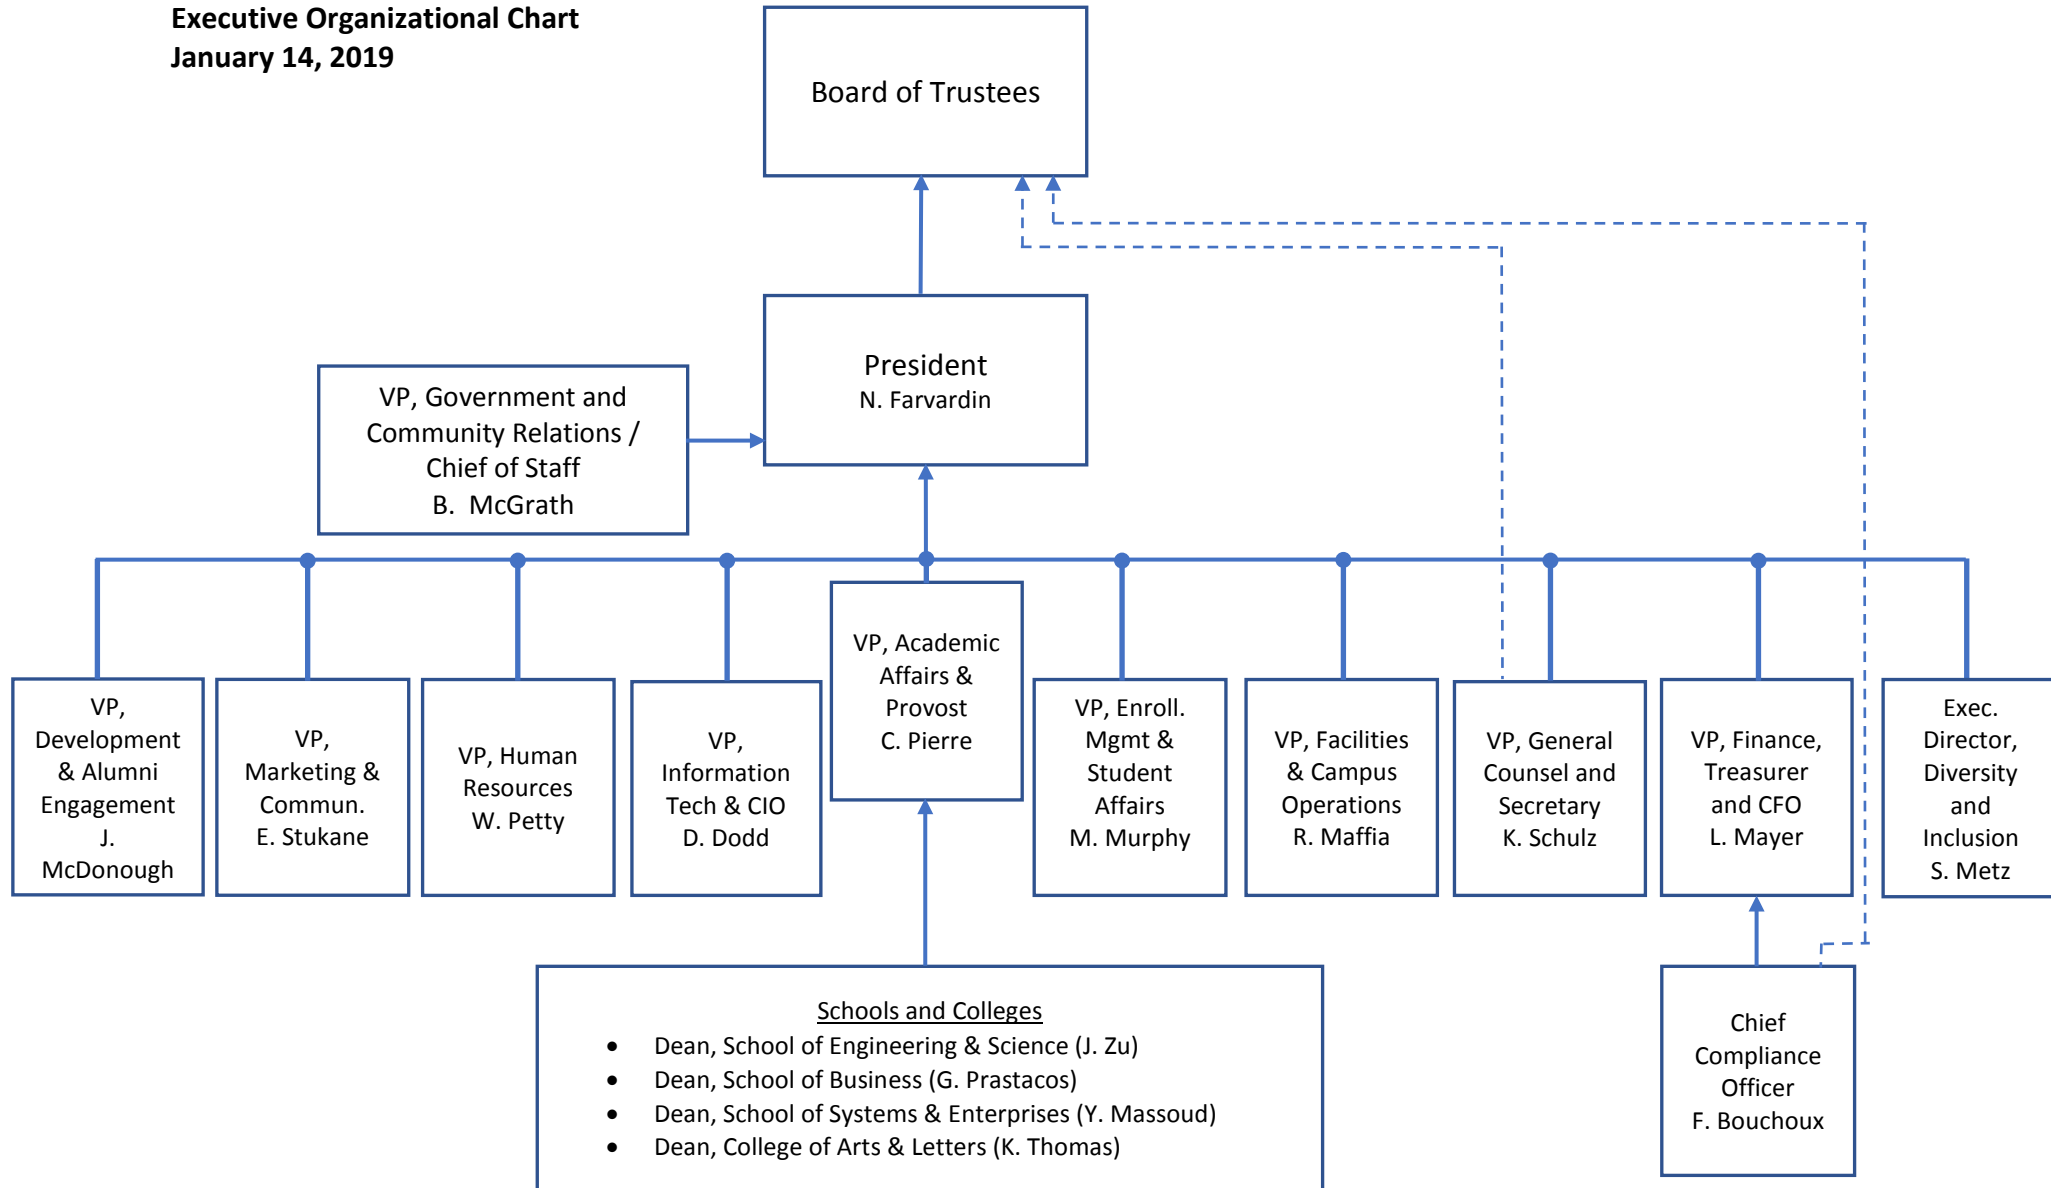 Executive Organizational Chart
January 14, 2019
Board of Trustees
President
N. Farvardin
VP, Government and
Community Relations /
Chief of Staff
B.  McGrath
VP,
Development
& Alumni
Engagement
J.
McDonough
VP,
Marketing &
Commun.
E. Stukane
VP, Human
Resources
W. Petty
VP,
Information
Tech & CIO
D. Dodd
VP, Academic
Affairs &
Provost
C. Pierre
VP, Enroll.
Mgmt &
Student
Affairs
M. Murphy
VP, Facilities
& Campus
Operations
R. Maffia
VP, General
Counsel and
Secretary
K. Schulz
VP, Finance,
Treasurer
and CFO
L. Mayer
Exec.
Director,
Diversity
and
Inclusion
S. Metz
Schools and Colleges
• Dean, School of Engineering & Science (J. Zu)
• Dean, School of Business (G. Prastacos)
• Dean, School of Systems & Enterprises (Y. Massoud)
• Dean, College of Arts & Letters (K. Thomas)
Chief
Compliance
Officer
F. Bouchoux